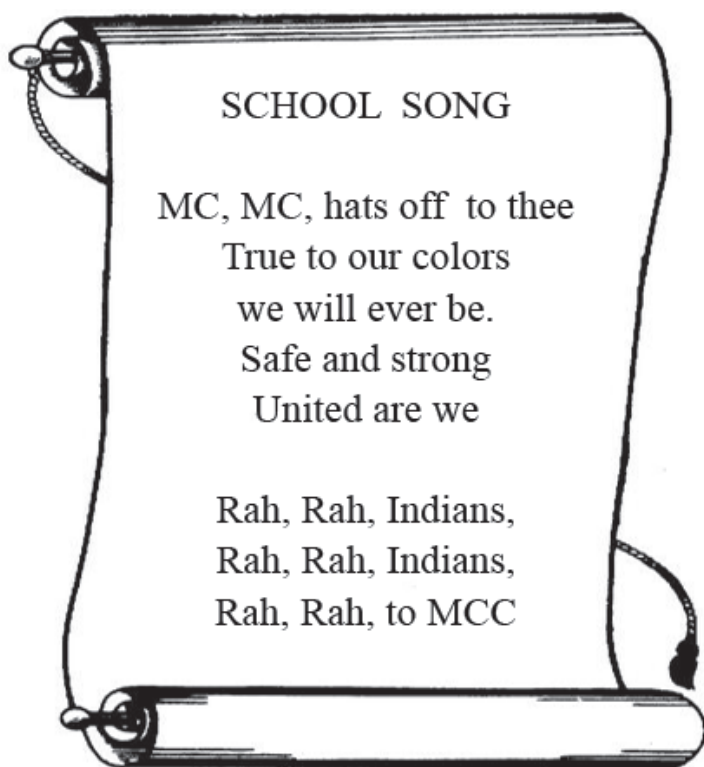 SCHOOL SONG
MC, MC, hats off to thee
True to our colors
we will ever be.
Safe and strong
United are we
Rah, Rah, Indians,
Rah, Rah, Indians,
Rah, Rah, to MCC